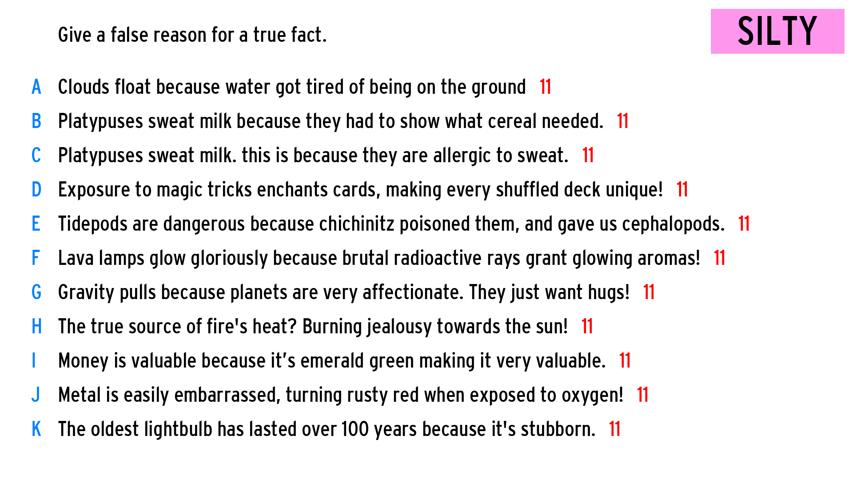 Give a false reason for a true fact.
SILTY
A Clouds float because water got tired of being on the ground 11
B Platypuses sweat milk because they had to show what cereal needed. 11
C Platypuses sweat milk. this is because they are allergic to sweat. 11
D Exposure to magic tricks enchants cards, making every shuffled deck unique! 11
E Tidepods are dangerous because chichinitz poisoned them, and gave us cephalopods. 11
F Lava lamps glow gloriously because brutal radioactive rays grant glowing aromas! 11
G Gravity pulls because planets are very affectionate. They just want hugs! 11
H The true source of fire's heat? Burning jealousy towards the sun! 11
I Money is valuable because it’s emerald green making it very valuable. 11
J Metal is easily embarrassed, turning rusty red when exposed to oxygen! 11
K The oldest lightbulb has lasted over 100 years because it's stubborn. 11